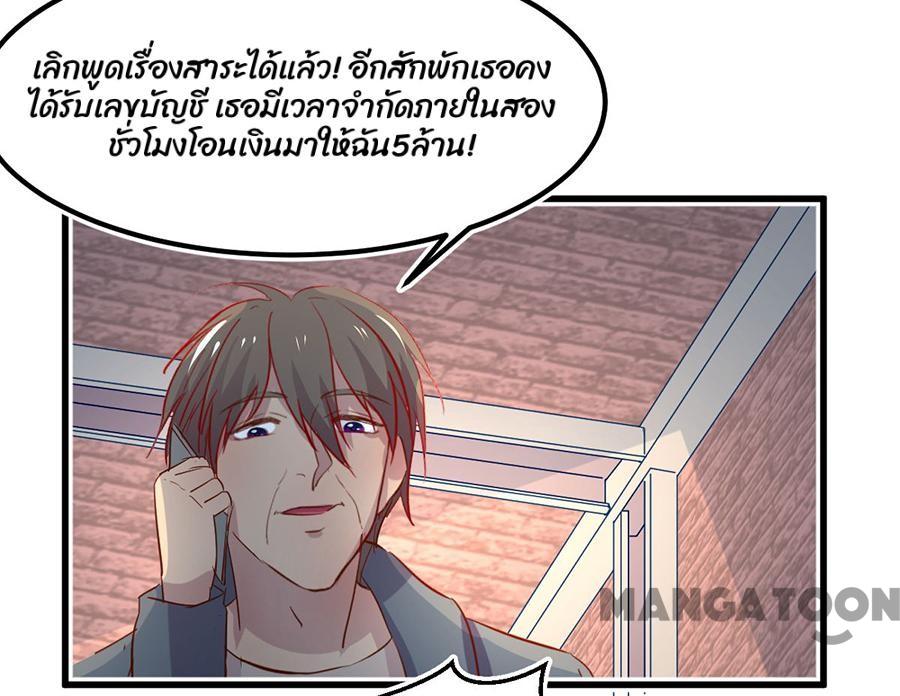 เลิกพูดเรื่องสาระได้แล้ว! อีกสักพักเธอคง
ได้รับเลขบัญชี เธอมีเวลาจำกัดภายในสอง
ชั่วโมงโอนเงินมาให้ฉัน5ล้าน!
MANGATOON